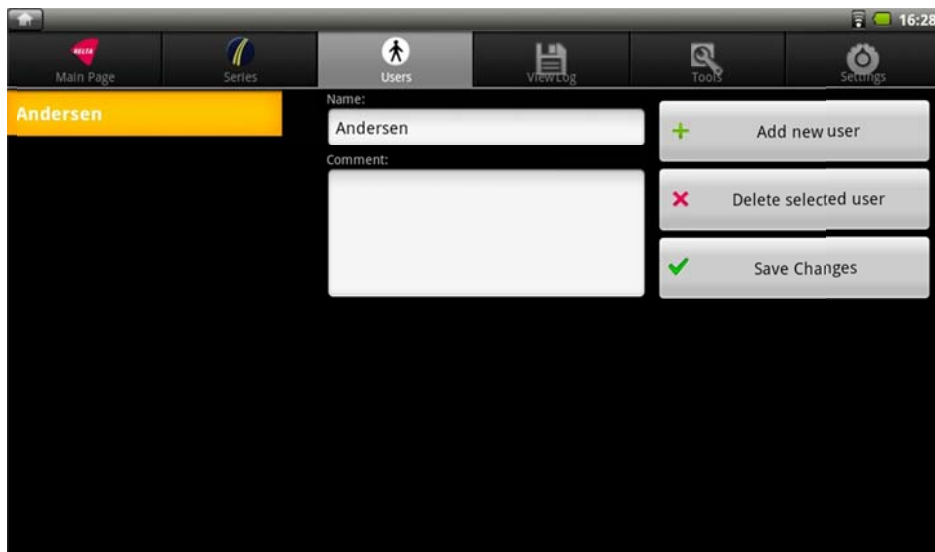 16:28
DELTA
Main Page
Series
Users
ViewLog
Tools
Settings
Andersen
Name:
Andersen
Comment:
Add new user
Delete selected user
Save Changes